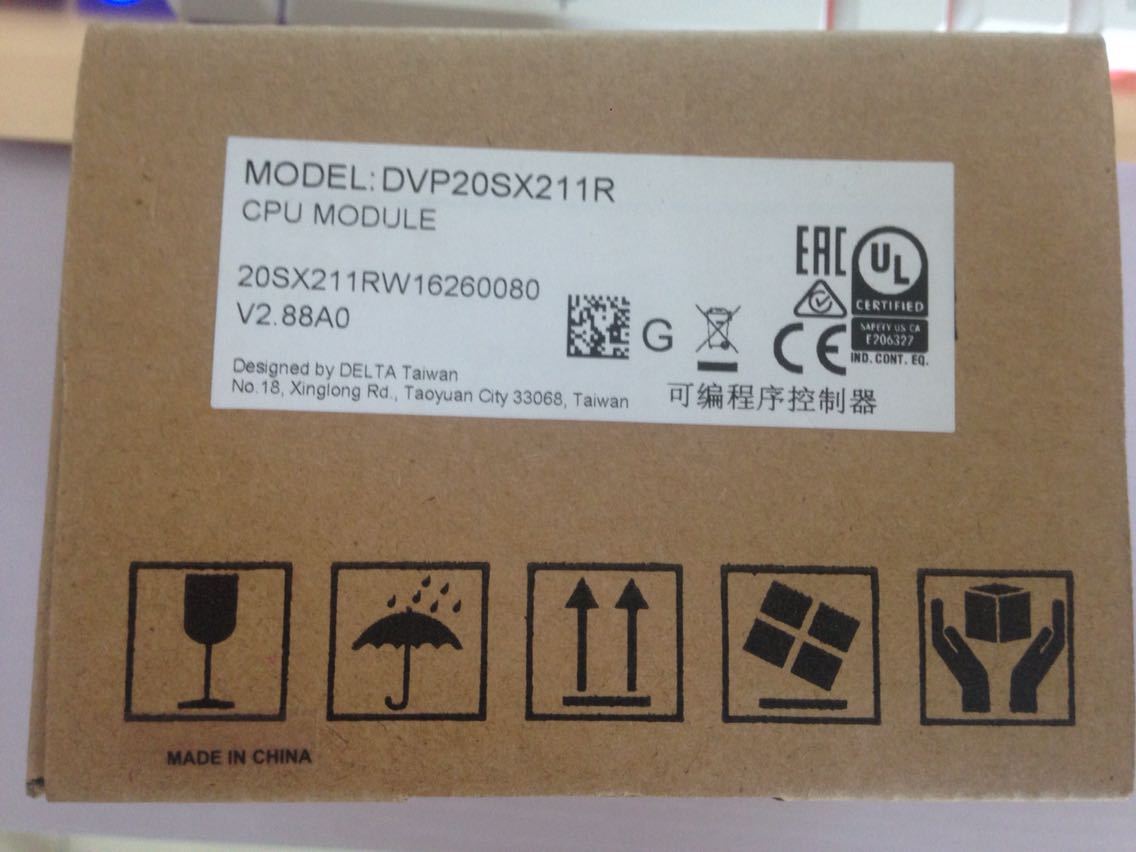 MODEL: DVP20SX211R
CPU MODULE
20SX211RW16260080
V2.88A0
Designed by DELTA Taiwan
No.18, Xinglong Rd., Taoyuan City 33068, Taiwan
G
EAC
UL
CERTIFIED
SAFETY US CA
E206327
IND. CONT. EQ.
CE
可编程序控制器
MADE IN CHINA